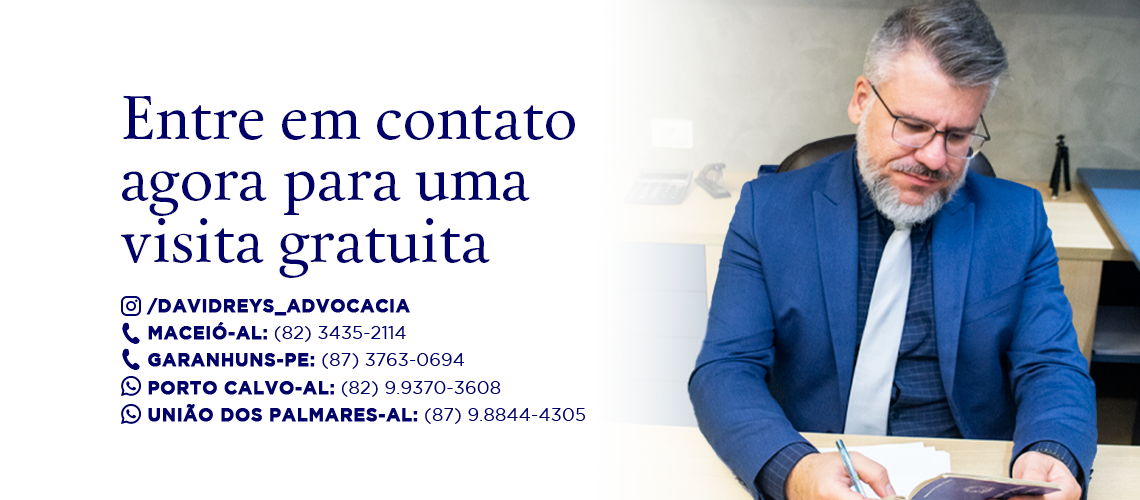 Entre em contato
agora para uma
visita gratuita
/DAVIDREYS_ADVOCACIA
MACEIÓ-AL: (82) 3435-2114
GARANHUNS-PE: (87) 3763-0694
PORTO CALVO-AL: (82) 9.9370-3608
UNIÃO DOS PALMARES-AL: (87) 9.8844-4305